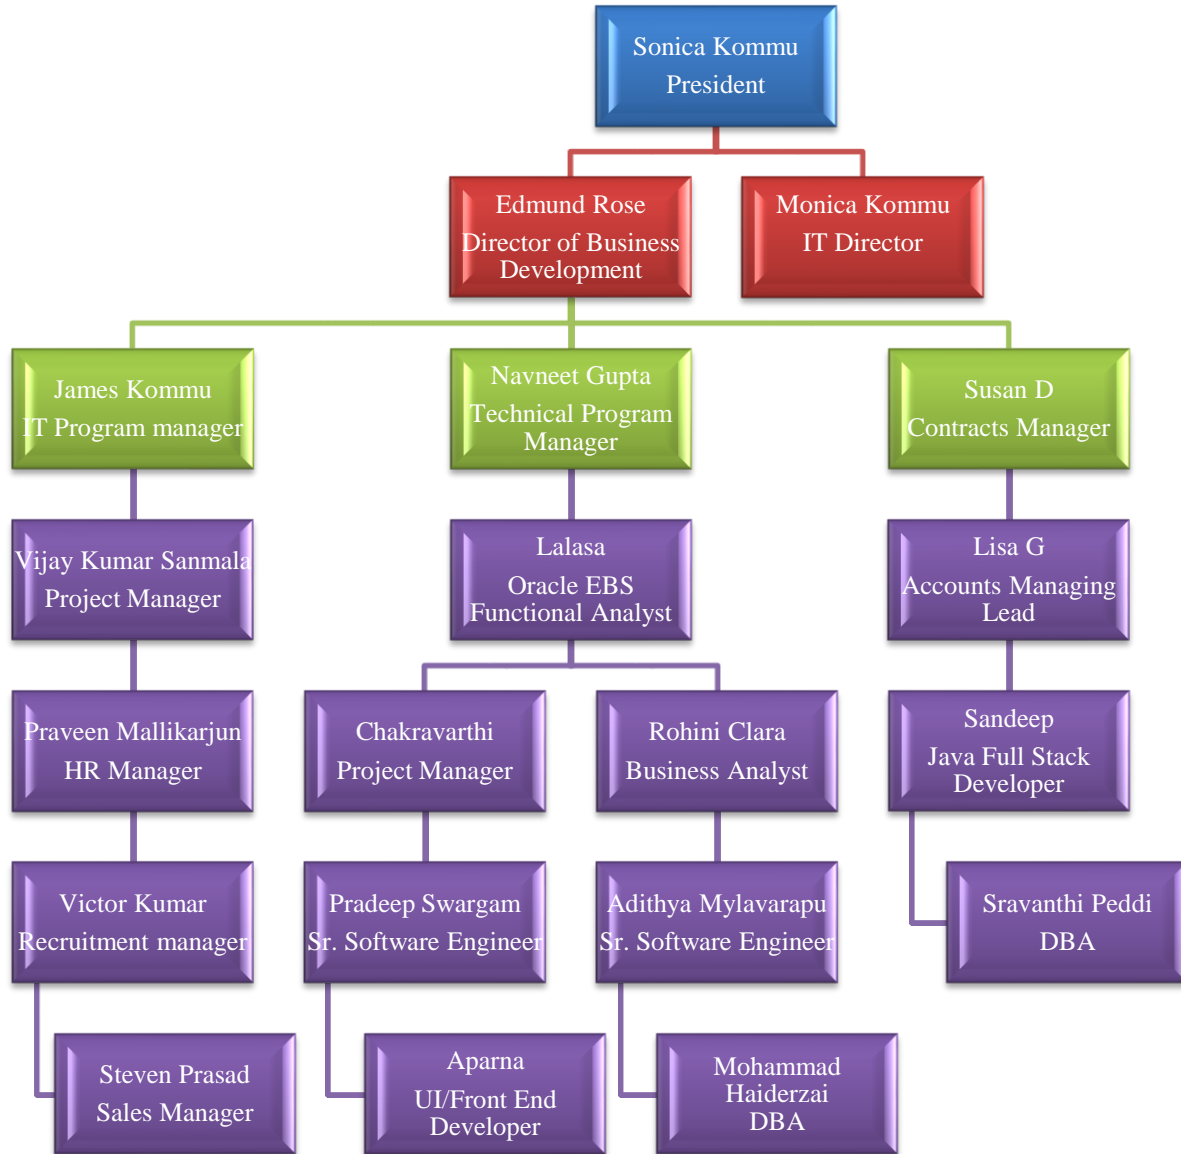 Sonica Kommu
President
Edmund Rose
Director of Business
Development
Monica Kommu
IT Director
James Kommu
IT Program manager
Navneet Gupta
Technical Program
Manager
Susan D
Contracts Manager
Vijay Kumar Sanmala
Project Manager
Lalasa
Oracle EBS
Functional Analyst
Lisa G
Accounts Managing
Lead
Praveen Mallikarjun
HR Manager
Chakravarthi
Project Manager
Rohini Clara
Business Analyst
Sandeep
Java Full Stack
Developer
Victor Kumar
Recruitment manager
Pradeep Swargam
Sr. Software Engineer
Adithya Mylavarapu
Sr. Software Engineer
Sravanthi Peddi
DBA
Steven Prasad
Sales Manager
Aparna
UI/Front End
Developer
Mohammad
Haiderzai
DBA